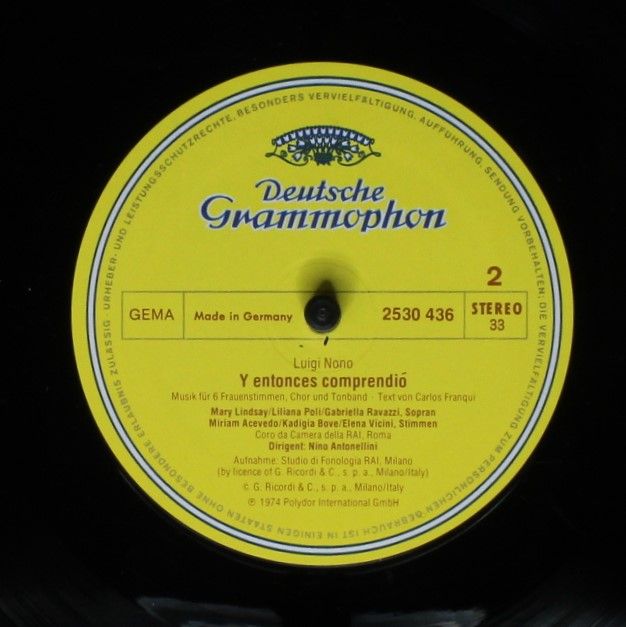 URHEBER- UND LEISTUNGSSCHUTZRECHTE, BESONDERS VERVIELFÄLTIGUNG, AUFFÜHRUNG, SENDUNG VORBEHALTEN; DIE VERVIELFÄLTIGUNG ZUM PERSÖNLICHEN GEBRAUCH IST IN EINIGEN STAATEN OHNE BESONDERE ERLAUBNIS ZULÄSSIG ·
Deutsche
Grammophon
2
GEMA Made in Germany 2530 436 STEREO
33
Luigi Nono
Y entonces comprendió
Musik für 6 Frauenstimmen, Chor und Tonband · Text von Carlos Franqui
Mary Lindsay/Liliana Poli/Gabriella Ravazzi, Sopran
Miriam Acevedo/Kadigia Bove/Elena Vicini, Stimmen
Coro da Camera della RAI, Roma
Dirigent: Nino Antonellini
Aufnahme: Studio di Fonologia RAI, Milano
(by licence of G. Ricordi & C., s. p. a., Milano/Italy)
© G. Ricordi & C., s. p. a., Milano/Italy
℗ 1974 Polydor International GmbH